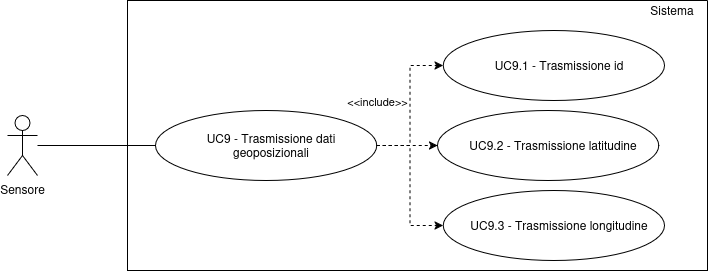 Sistema
UC9.1 - Trasmissione id
<<include>>
UC9 - Trasmissione dati
geoposizionali
UC9.2 - Trasmissione latitudine
Sensore
UC9.3 - Trasmissione longitudine